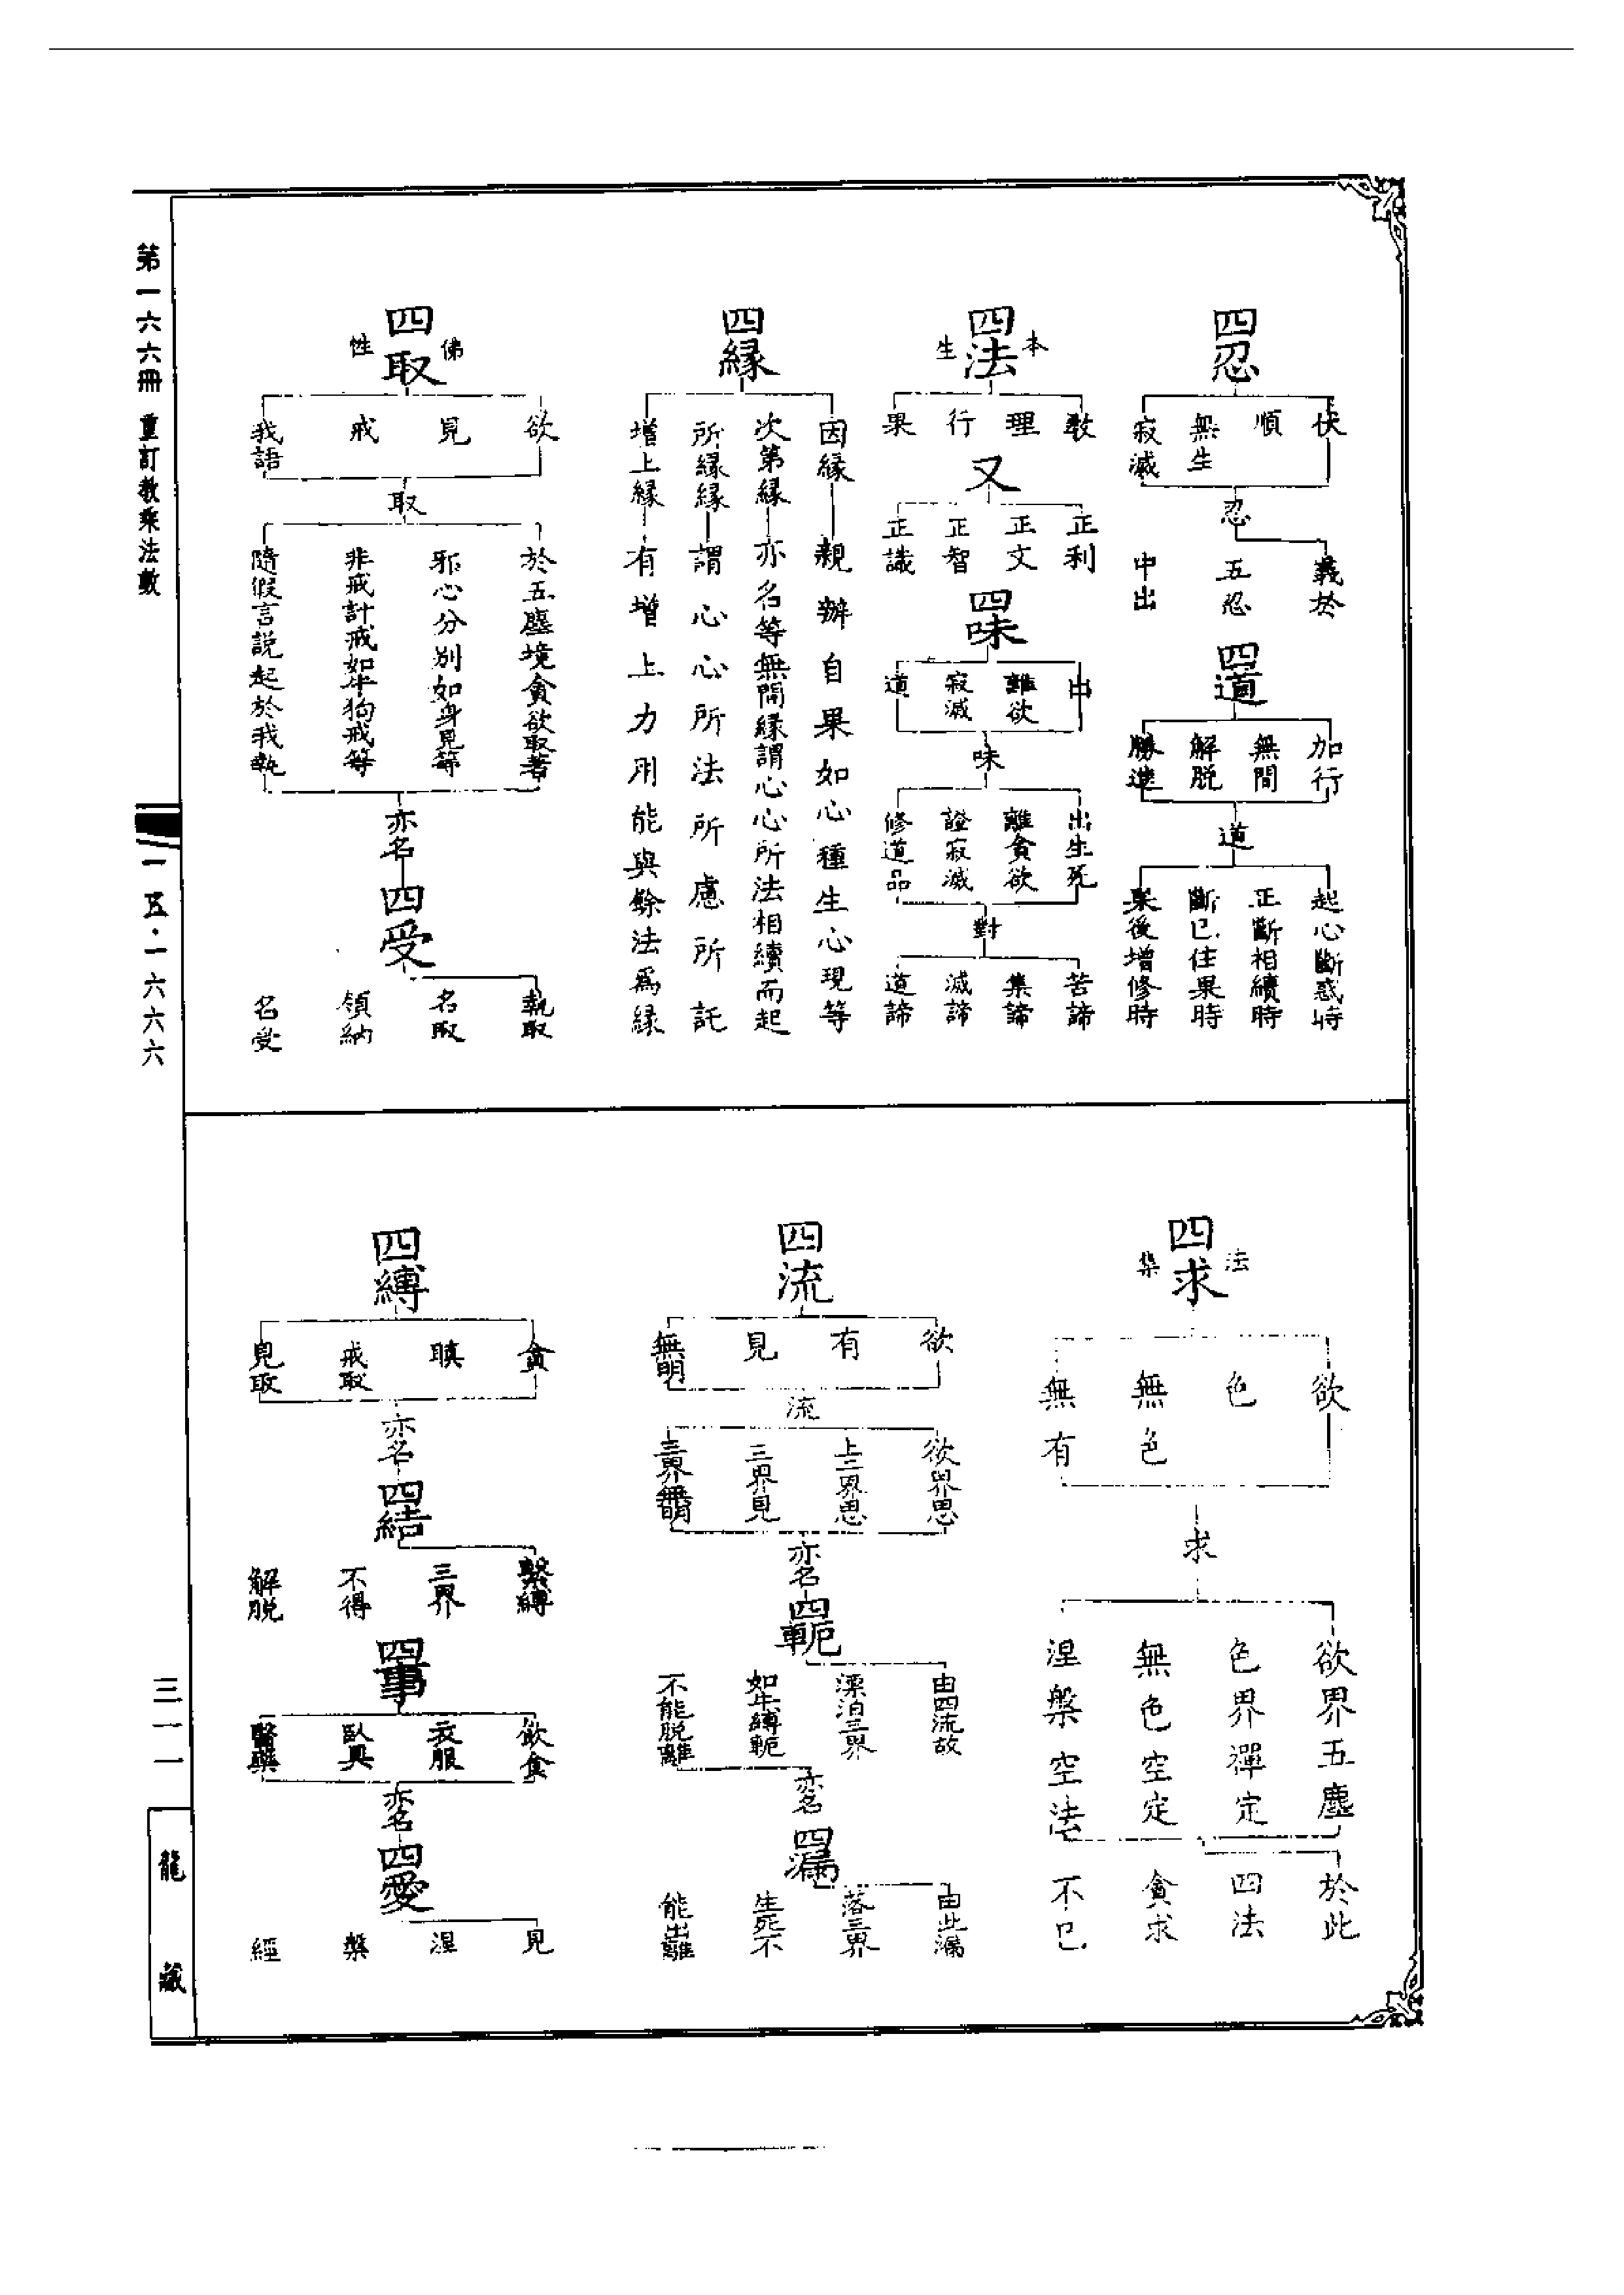 四忍
伏
順
無生
寂滅
忍
義於
五忍
中出
四道
加行
無間
解脱
勝進
道
起心斷惑時
正斷相續時
斷已住果時
果後增修時
四法
本
生
教
理
行
果
又
正利
正文
正智
正識
四味
出
離欲
寂滅
道
味
出生死
離貪欲
證寂滅
修道品
對
苦諦
集諦
滅諦
道諦
四緣
因緣
親辦自果如心種生心現等
次第緣
亦名等無間緣謂心心所法相續而起
所緣緣
謂心心所法所慮所託
增上緣
有增上力用能與餘法爲緣
四取
佛
性
欲
見
戒
我語
取
於五塵境貪欲取著
邪心分別如身見等
非戒計戒如牛狗戒等
隨假言説起於我執
亦名
四受
執取
名取
領納
名受
四求
法
集
欲
色
無色
無有
求
欲界五塵
色界禪定
無色空定
涅槃空法
於此
四法
貪求
不已
四流
欲
有
見
無明
流
欲界思
上二界思
三界見
三界無明
亦名
四軛
由四流故
漂泊三界
如牛縛軛
不能脱離
亦名
四漏
由此漏
落三界
生死不
能出離
四縛
貪
瞋
戒取
見取
亦名
四結
繫縛
三界
不得
解脱
四事
飲食
衣服
臥具
醫藥
亦名
四愛
見
涅
槃
經
第一六六冊 重訂教乘法數
一五·一六六六
三一一
龍藏